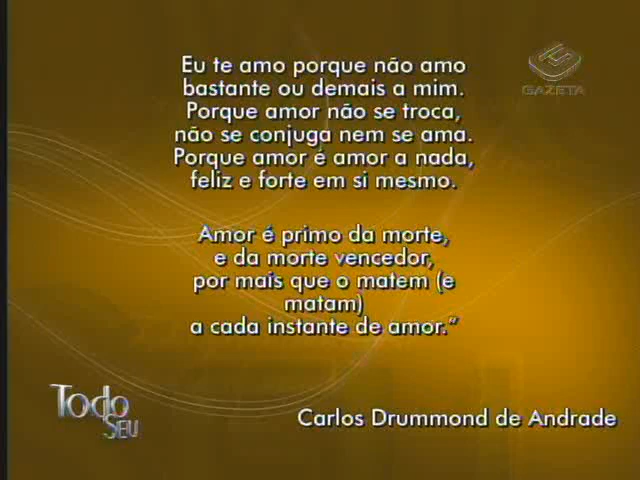 GAZETA
Eu te amo porque não amo
bastante ou demais a mim.
Porque amor não se troca,
não se conjuga nem se ama.
Porque amor é amor a nada,
feliz e forte em si mesmo.
Amor é primo da morte,
e da morte vencedor,
por mais que o matem (e
matam)
a cada instante de amor.”
Todo
SEU
Carlos Drummond de Andrade